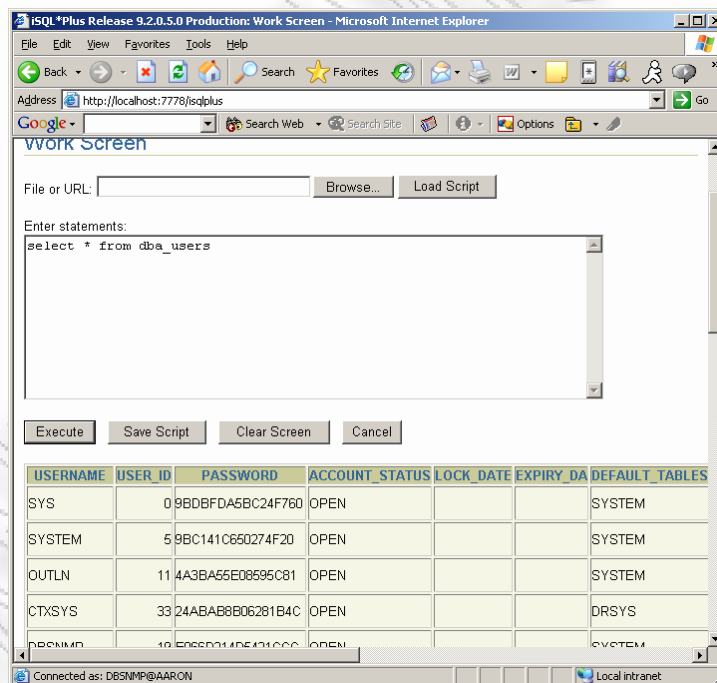 iSQL*Plus Release 9.2.0.5.0 Production: Work Screen - Microsoft Internet Explorer
File Edit View Favorites Tools Help
Back Search Favorites
Address http://localhost:7778/isqlplus Go
Google Search Web Search Site Options
Work Screen
File or URL: Browse... Load Script
Enter statements:
select * from dba_users
Execute Save Script Clear Screen Cancel
USERNAME USER_ID PASSWORD ACCOUNT_STATUS LOCK_DATE EXPIRY_DA DEFAULT_TABLES
SYS 0 9BDBFDA5BC24F760 OPEN SYSTEM
SYSTEM 5 9BC141C650274F20 OPEN SYSTEM
OUTLN 11 4A3BA55E08595C81 OPEN SYSTEM
CTXSYS 33 24ABAB8B06281B4C OPEN DRSYS
DBSNMP 19 OPEN SYSTEM
Connected as: DBSNMP@AARON Local intranet